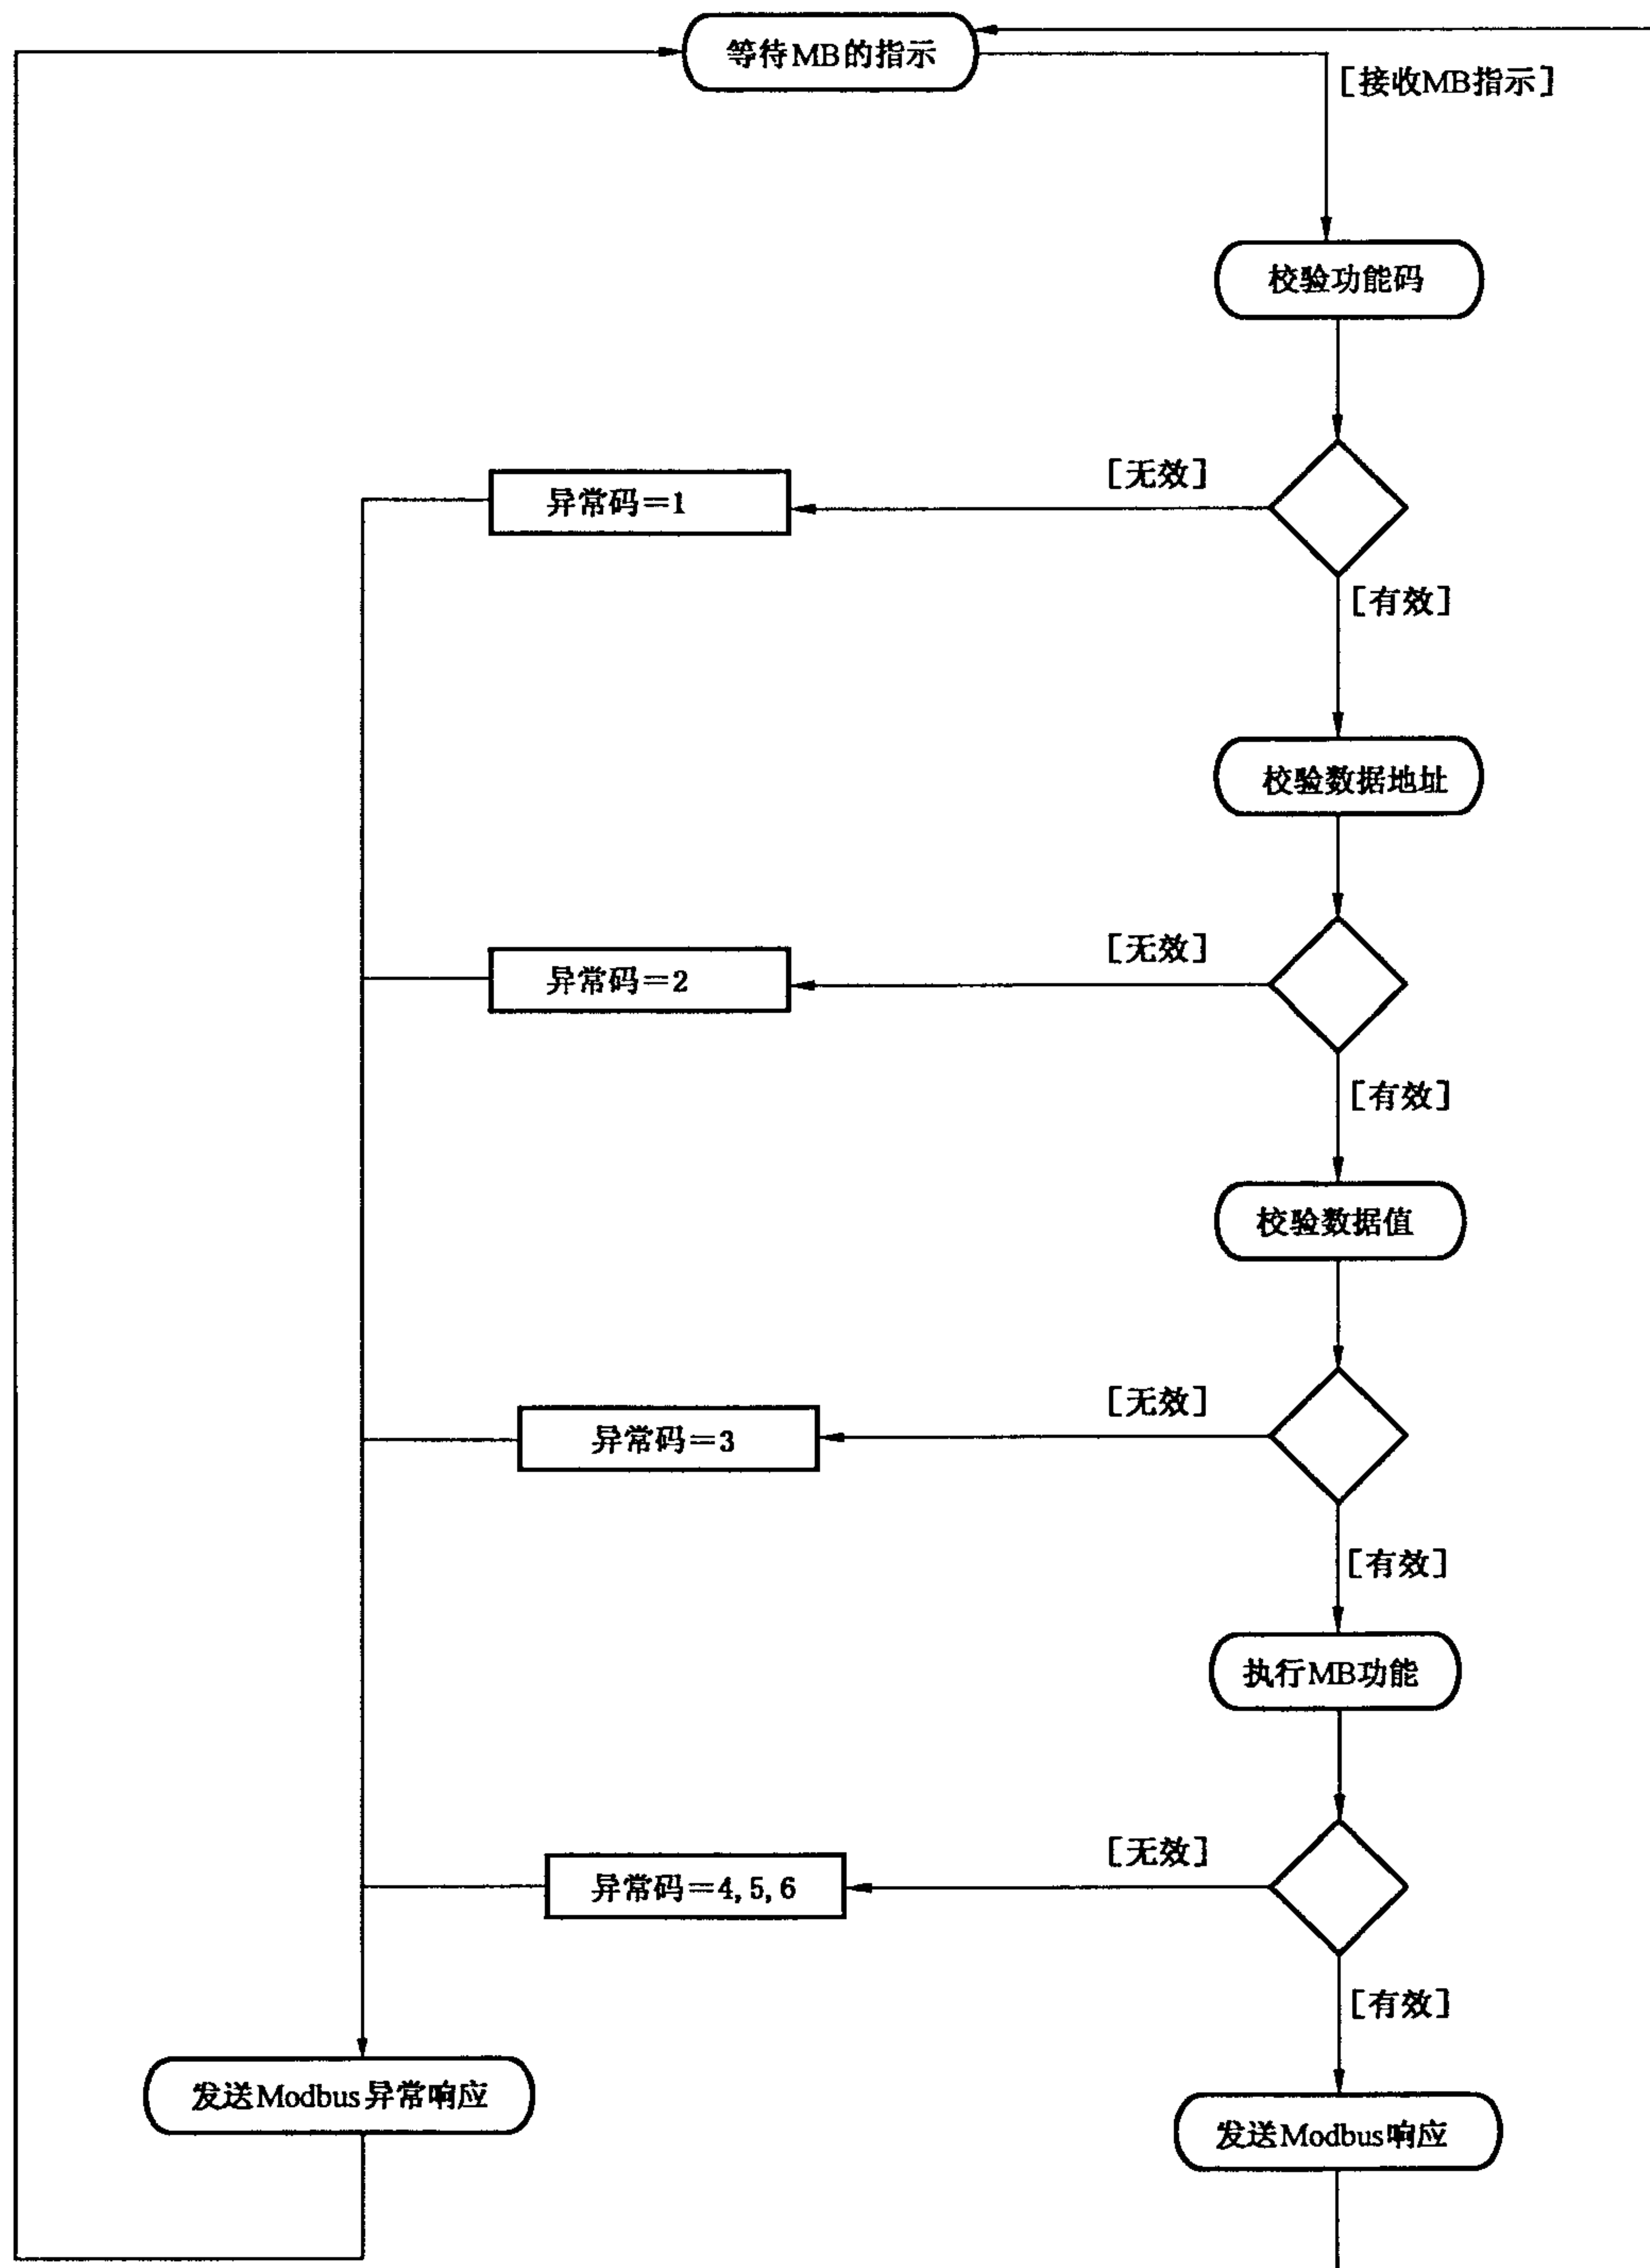 等待MB的指示
[接收MB指示]
校验功能码
[无效]
异常码=1
[有效]
校验数据地址
[无效]
异常码=2
[有效]
校验数据值
[无效]
异常码=3
[有效]
执行MB功能
[无效]
异常码=4,5,6
[有效]
发送Modbus异常响应
发送Modbus响应